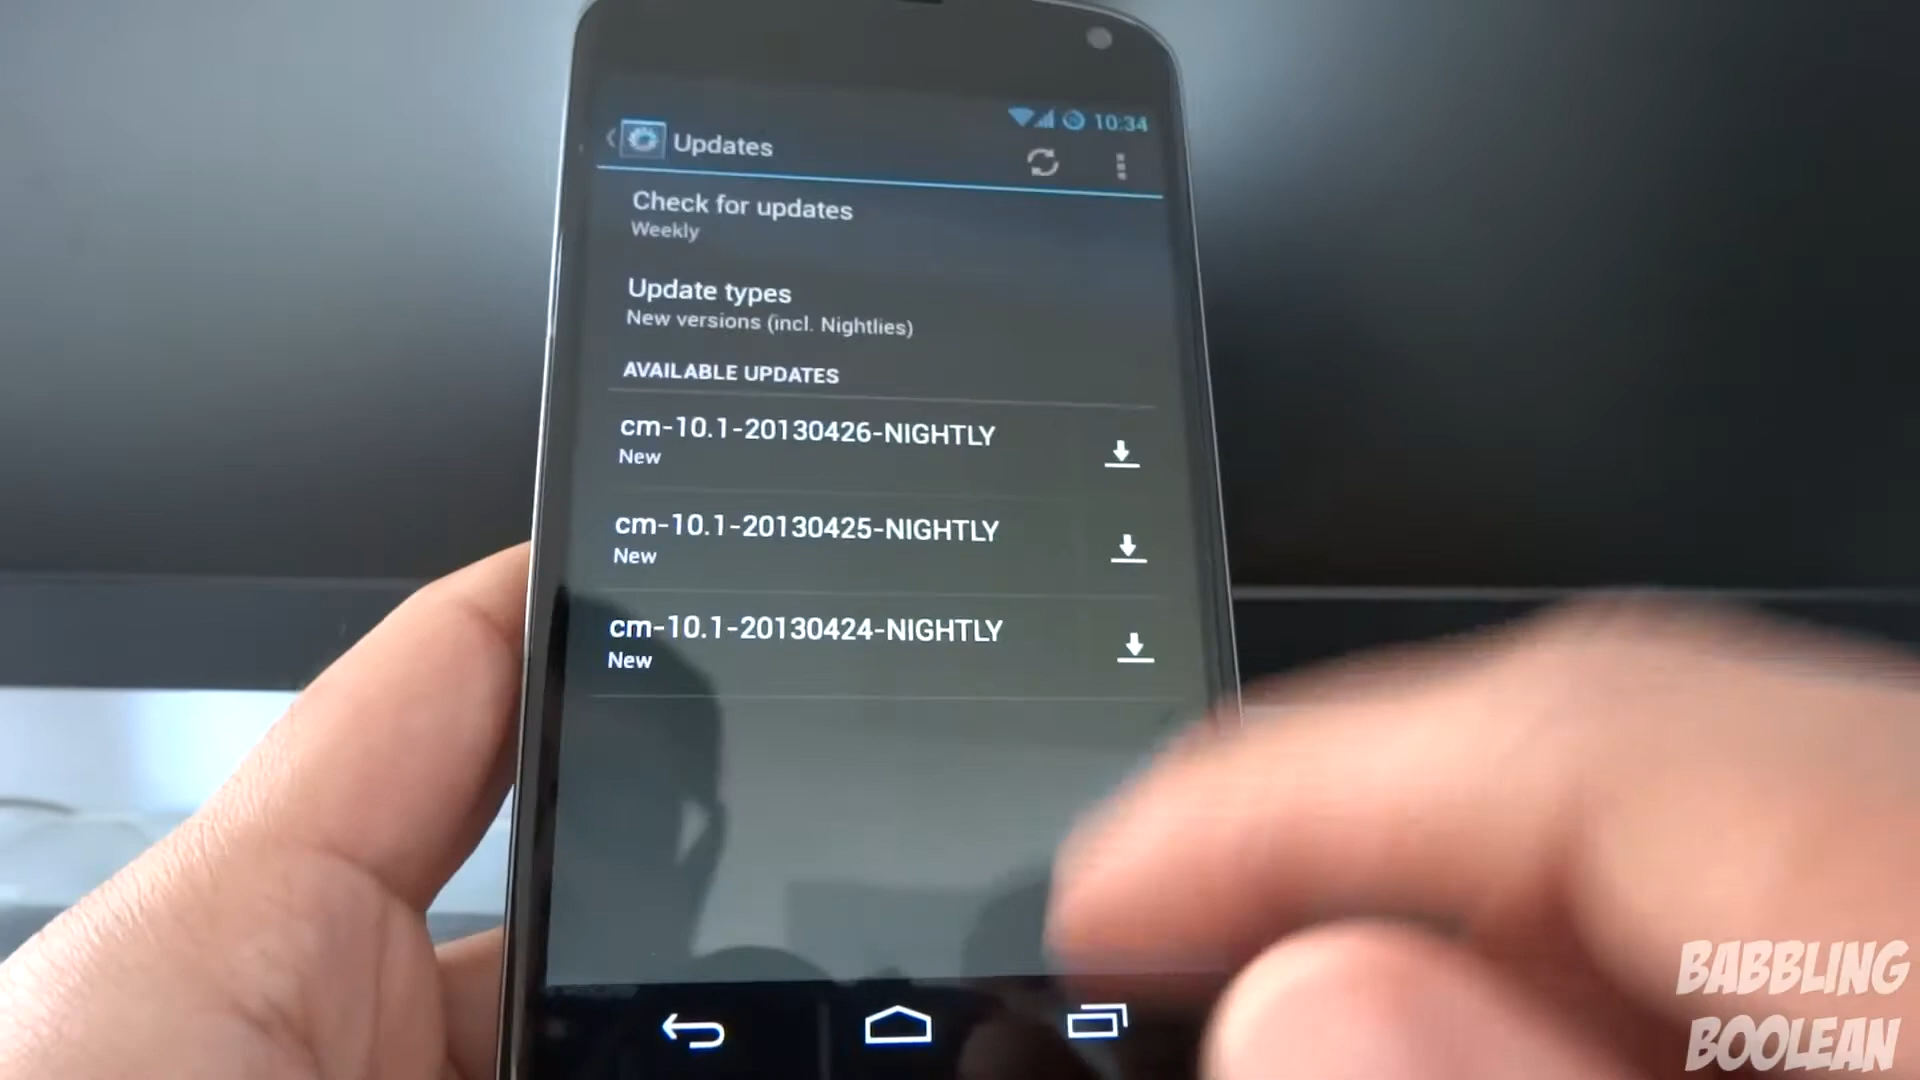 10:34
Updates
Check for updates
Weekly
Update types
New versions (incl. Nightlies)
AVAILABLE UPDATES
cm-10.1-20130426-NIGHTLY
New
cm-10.1-20130425-NIGHTLY
New
cm-10.1-20130424-NIGHTLY
New
BABBLING
BOOLEAN